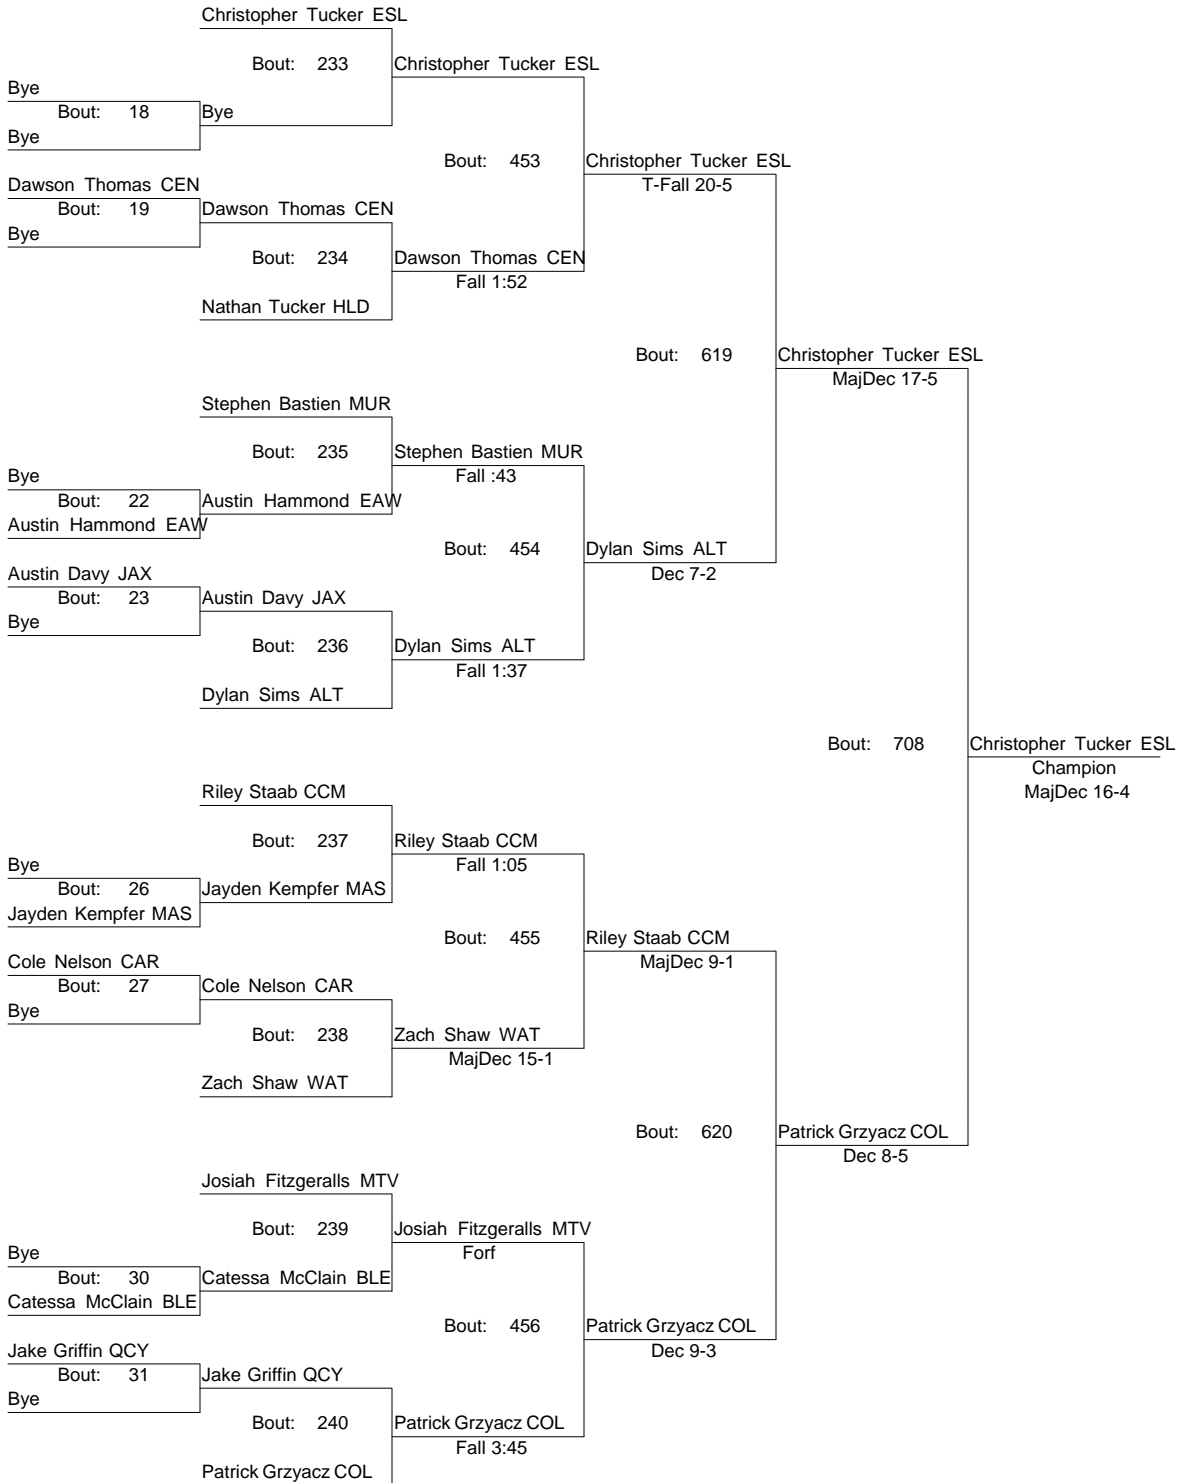 Christopher Tucker ESL
Bout: 233 Christopher Tucker ESL
Bye
Bout: 18 Bye
Bye
Bout: 453 Christopher Tucker ESL
Dawson Thomas CEN T-Fall 20-5
Bout: 19 Dawson Thomas CEN
Bye
Bout: 234 Dawson Thomas CEN
Fall 1:52
Nathan Tucker HLD
Bout: 619 Christopher Tucker ESL
MajDec 17-5
Stephen Bastien MUR
Bout: 235 Stephen Bastien MUR
Bye Fall :43
Bout: 22 Austin Hammond EAW
Austin Hammond EAW
Bout: 454 Dylan Sims ALT
Austin Davy JAX Dec 7-2
Bout: 23 Austin Davy JAX
Bye
Bout: 236 Dylan Sims ALT
Fall 1:37
Dylan Sims ALT
Bout: 708 Christopher Tucker ESL
Champion
Riley Staab CCM MajDec 16-4
Bout: 237 Riley Staab CCM
Bye Fall 1:05
Bout: 26 Jayden Kempfer MAS
Jayden Kempfer MAS
Bout: 455 Riley Staab CCM
Cole Nelson CAR MajDec 9-1
Bout: 27 Cole Nelson CAR
Bye
Bout: 238 Zach Shaw WAT
MajDec 15-1
Zach Shaw WAT
Bout: 620 Patrick Grzyacz COL
Dec 8-5
Josiah Fitzgeralls MTV
Bout: 239 Josiah Fitzgeralls MTV
Bye Forf
Bout: 30 Catessa McClain BLE
Catessa McClain BLE
Bout: 456 Patrick Grzyacz COL
Jake Griffin QCY Dec 9-3
Bout: 31 Jake Griffin QCY
Bye
Bout: 240 Patrick Grzyacz COL
Fall 3:45
Patrick Grzyacz COL